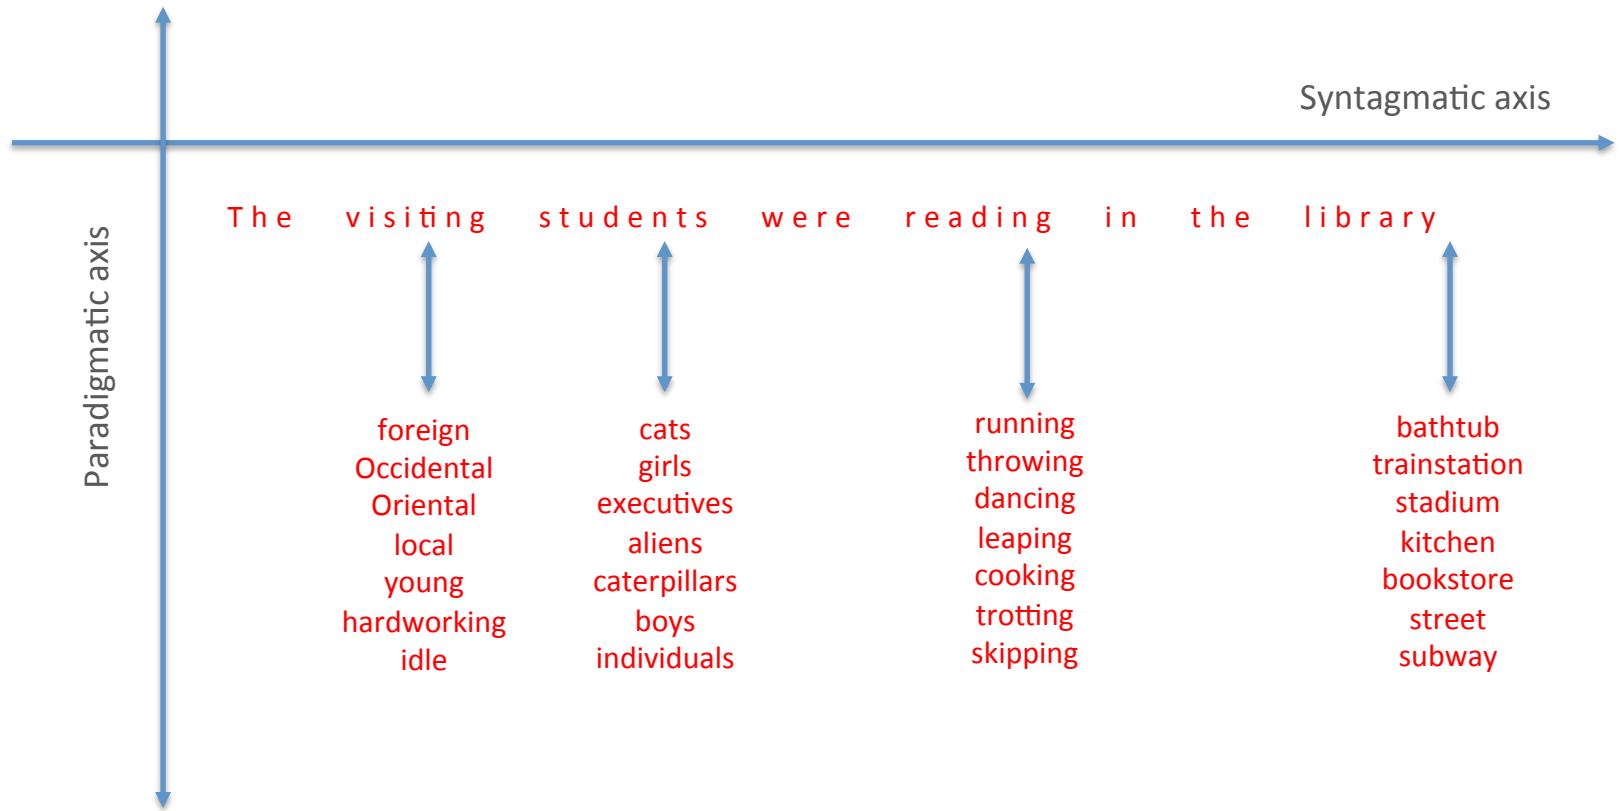 Syntagmatic axis
Paradigmatic axis
The visiting students were reading in the library
foreign
Occidental
Oriental
local
young
hardworking
idle
cats
girls
executives
aliens
caterpillars
boys
individuals
running
throwing
dancing
leaping
cooking
trotting
skipping
bathtub
trainstation
stadium
kitchen
bookstore
street
subway